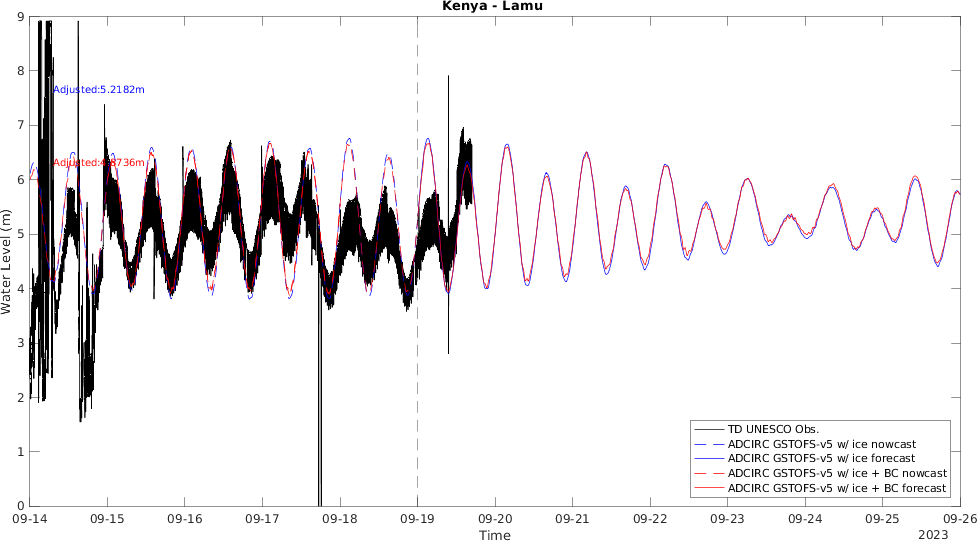 Kenya - Lamu
9
8
7
6
5
4
3
2
1
0
Water Level (m)
Adjusted:5.2182m
Adjusted:4.8736m
TD UNESCO Obs.
ADCIRC GSTOFS-v5 w/ ice nowcast
ADCIRC GSTOFS-v5 w/ ice forecast
ADCIRC GSTOFS-v5 w/ ice + BC nowcast
ADCIRC GSTOFS-v5 w/ ice + BC forecast
09-14 09-15 09-16 09-17 09-18 09-19 09-20 09-21 09-22 09-23 09-24 09-25 09-26
Time
2023